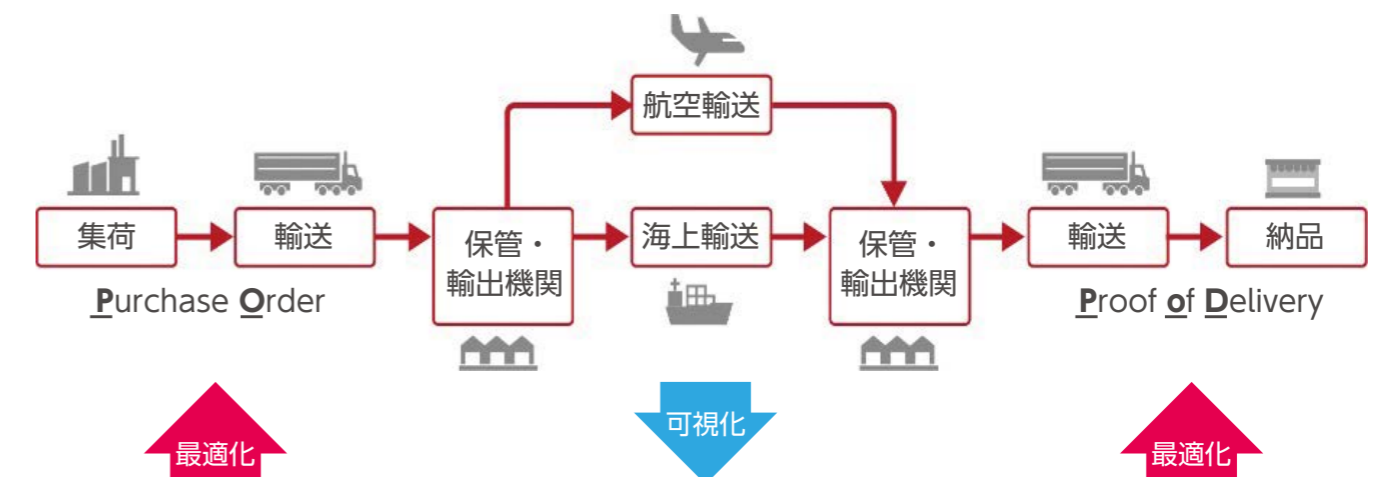 航空輸送
集荷
輸送
保管・
輸出機関
海上輸送
保管・
輸出機関
輸送
納品
Purchase Order
Proof of Delivery
最適化
可視化
最適化